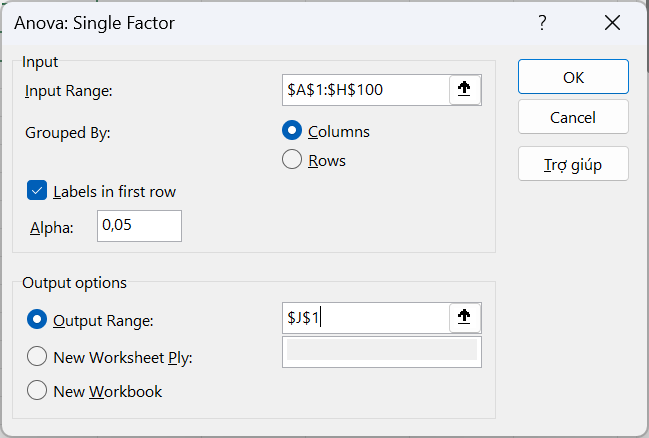 Anova: Single Factor ?
Input
Input Range: $A$1:$H$100
Grouped By: Columns
Rows
Labels in first row
Alpha: 0,05
OK
Cancel
Trợ giúp
Output options
Output Range: $J$1
New Worksheet Ply:
New Workbook